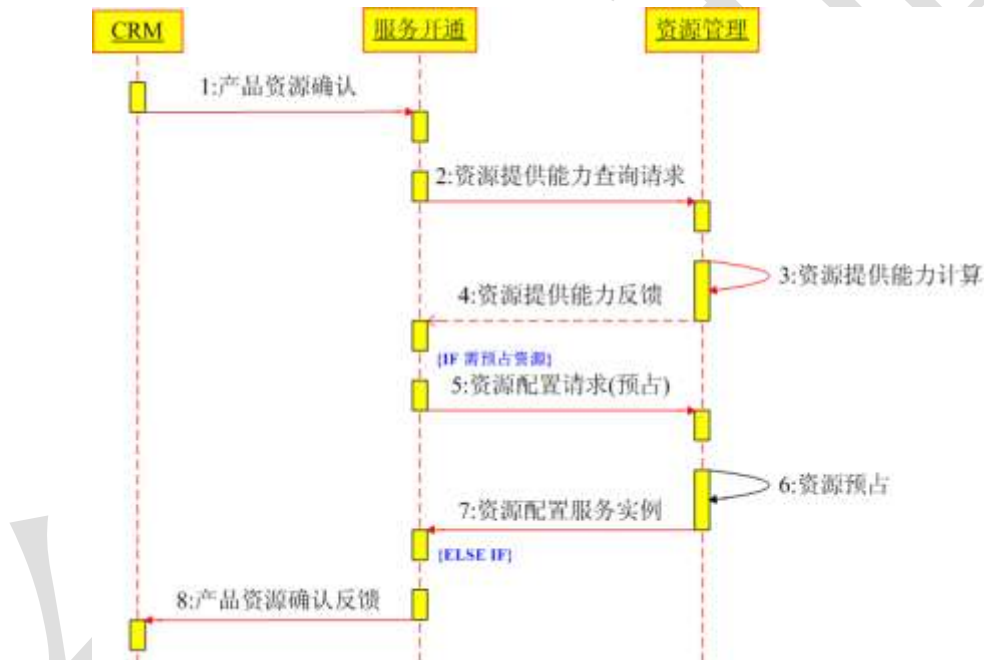 CRM
服务开通
资源管理
1:产品资源确认
2:资源提供能力查询请求
3:资源提供能力计算
4:资源提供能力反馈
{IF 需预占资源}
5:资源配置请求(预占)
6:资源预占
7:资源配置服务实例
{ELSE IF}
8:产品资源确认反馈